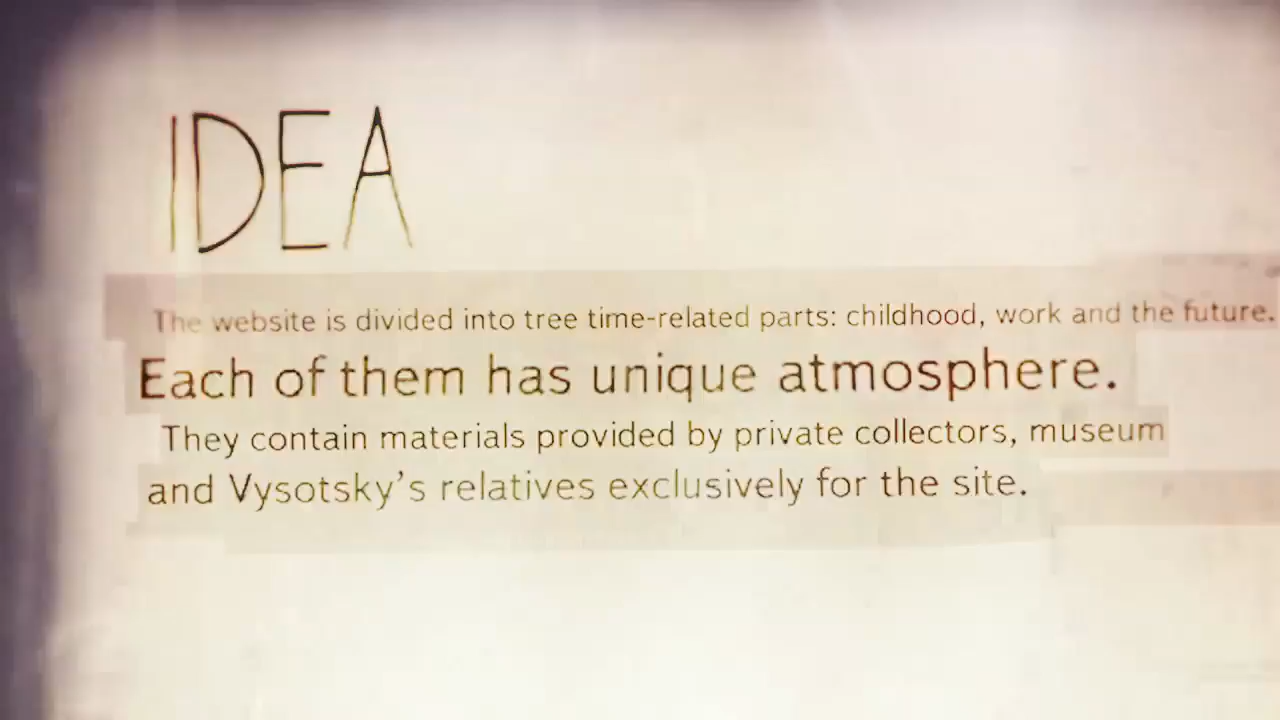 IDEA
The website is divided into tree time-related parts: childhood, work and the future.
Each of them has unique atmosphere.
They contain materials provided by private collectors, museum
and Vysotsky’s relatives exclusively for the site.